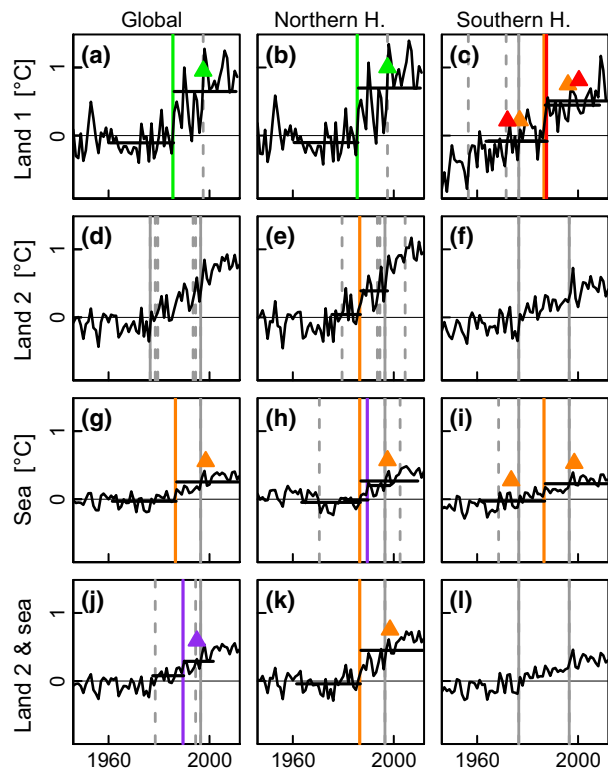 Global Northern H. Southern H.
(a) (b) (c)
1
0
Land 1 [°C]
(d) (e) (f)
1
0
Land 2 [°C]
(g) (h) (i)
1
0
Sea [°C]
(j) (k) (l)
1
0
Land 2 & sea
1960 2000 1960 2000 1960 2000